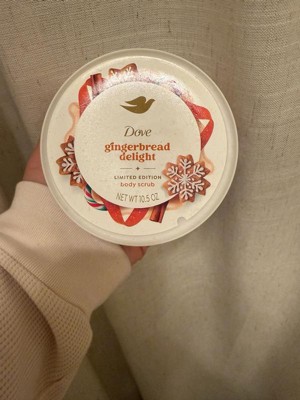 Dove
gingerbread
delight
LIMITED EDITION
body scrub
NET WT 10.5 OZ